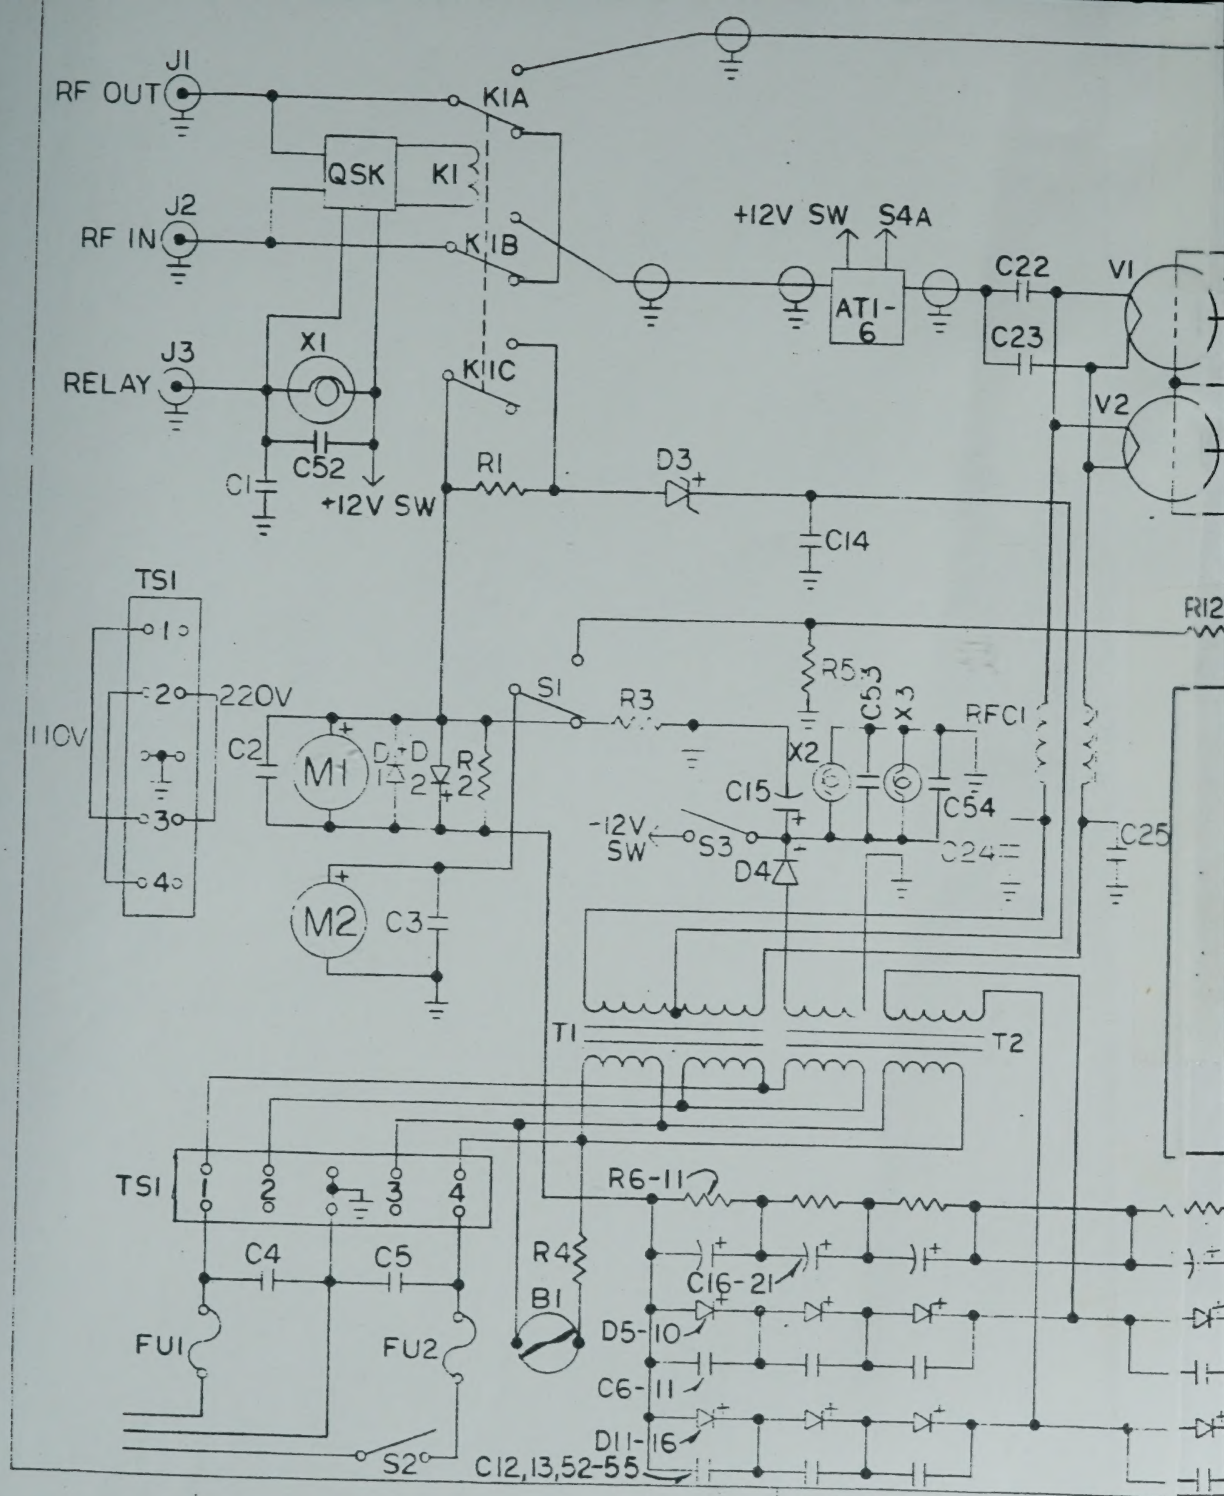 J1
RF OUT
K1A
QSK
K1
J2
RF IN
K1B
+12V SW
S4A
AT1-
6
C22
V1
C23
J3
RELAY
X1
K1C
V2
C52
C1
+12V SW
R1
D3
+
C14
TS1
1
2
3
4
110V
220V
R12
S1
R3
R5
C53
X3
X2
RFC1
C2
M1
+
D
1
+
D
2
+
R
2
C15
+
-
C54
-12V
SW
S3
D4
C24
C25
M2
+
C3
T1
T2
TS1
1
2
3
4
R6-11
C4
C5
R4
B1
C16-21
+
+
+
+
FU1
FU2
D5-10
+
+
+
+
C6-11
D11-16
+
+
+
+
S2
C12,13,52-55